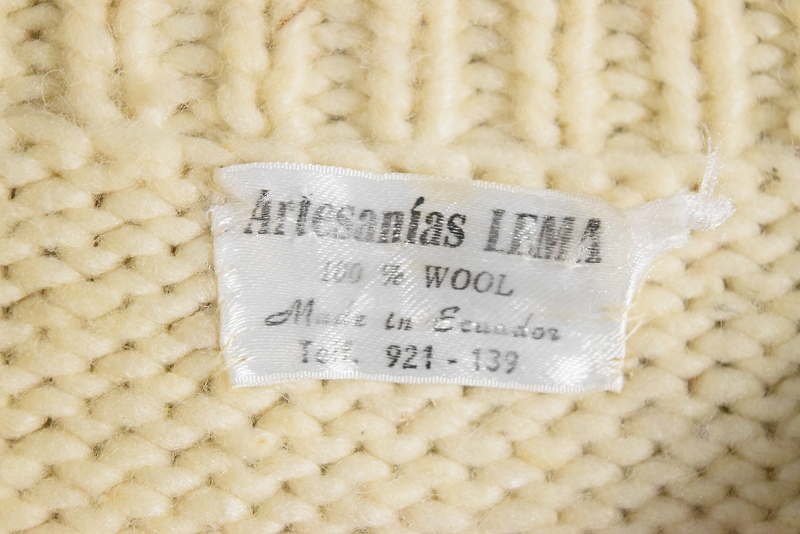 Artesanías LEMA
100 % WOOL
Made in Ecuador
Telf. 921 - 139